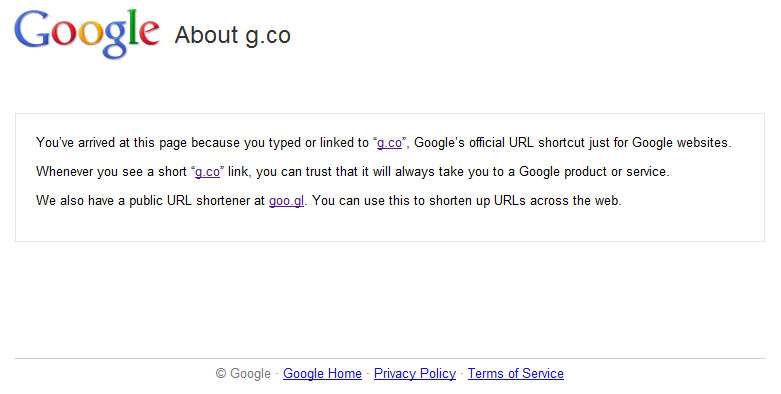 Google About g.co
You’ve arrived at this page because you typed or linked to “g.co”, Google’s official URL shortcut just for Google websites.
Whenever you see a short “g.co” link, you can trust that it will always take you to a Google product or service.
We also have a public URL shortener at goo.gl. You can use this to shorten up URLs across the web.
© Google · Google Home · Privacy Policy · Terms of Service